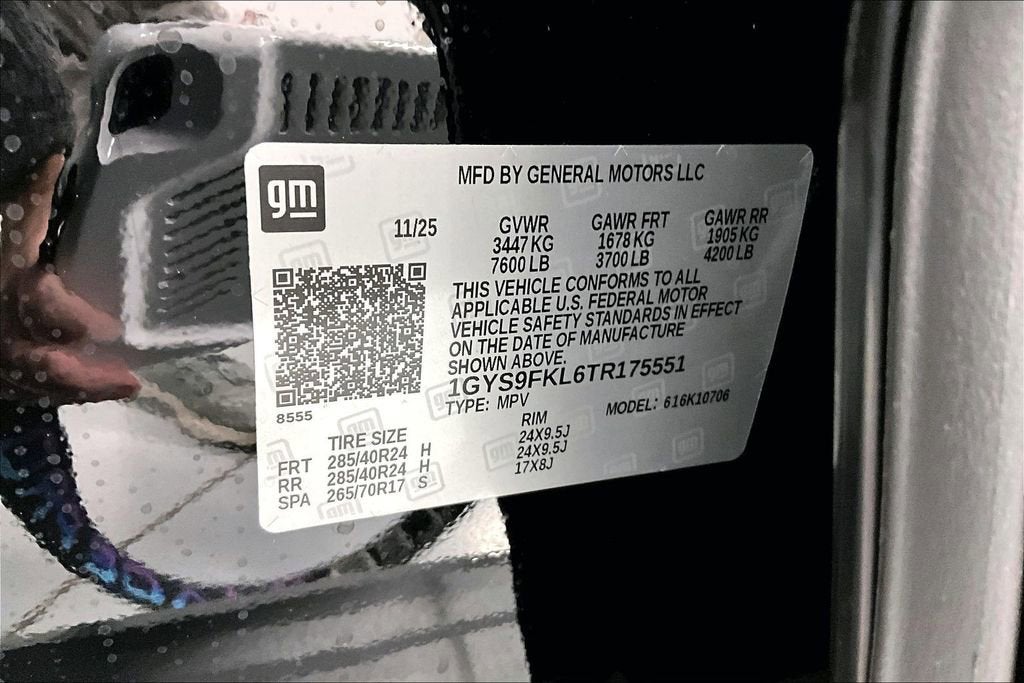 gm
MFD BY GENERAL MOTORS LLC
11/25 GVWR GAWR FRT GAWR RR
3447 KG 1678 KG 1905 KG
7600 LB 3700 LB 4200 LB
THIS VEHICLE CONFORMS TO ALL
APPLICABLE U.S. FEDERAL MOTOR
VEHICLE SAFETY STANDARDS IN EFFECT
ON THE DATE OF MANUFACTURE
SHOWN ABOVE.
1GYS9FKL6TR175551
TYPE: MPV MODEL: 616K10706
8555
TIRE SIZE RIM
FRT 285/40R24 H 24X9.5J
RR 285/40R24 H 24X9.5J
SPA 265/70R17 S 17X8J